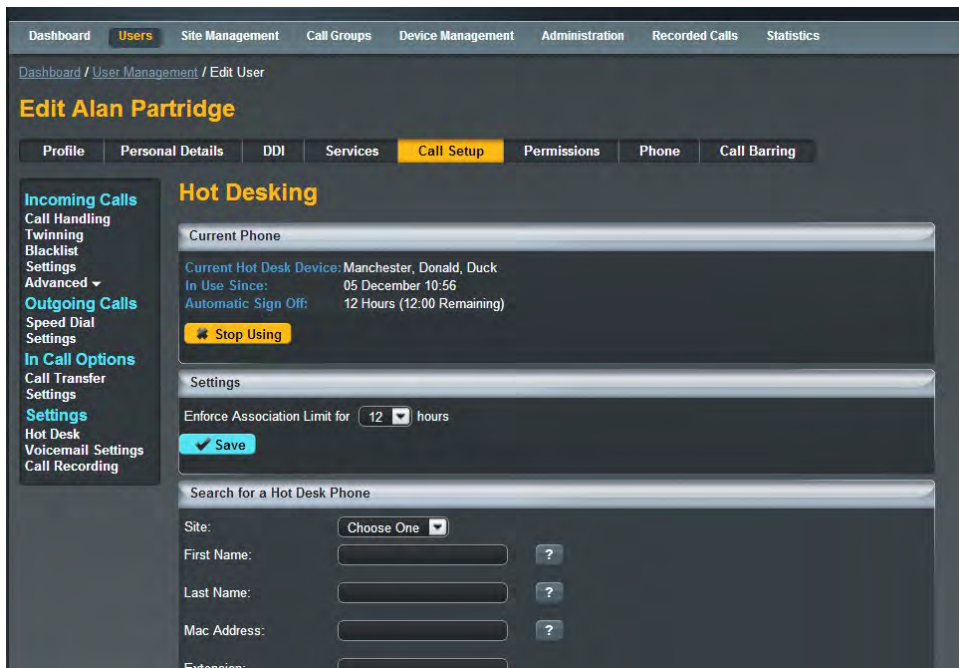 Dashboard Users Site Management Call Groups Device Management Administration Recorded Calls Statistics
Dashboard / User Management / Edit User
Edit Alan Partridge
Profile Personal Details DDI Services Call Setup Permissions Phone Call Barring
Incoming Calls
Call Handling
Twinning
Blacklist
Settings
Advanced
Outgoing Calls
Speed Dial
Settings
In Call Options
Call Transfer
Settings
Settings
Hot Desk
Voicemail Settings
Call Recording
Hot Desking
Current Phone
Current Hot Desk Device: Manchester, Donald, Duck
In Use Since: 05 December 10:56
Automatic Sign Off: 12 Hours (12:00 Remaining)
Stop Using
Settings
Enforce Association Limit for 12 hours
Save
Search for a Hot Desk Phone
Site: Choose One
First Name: ?
Last Name: ?
Mac Address: ?
Extension: